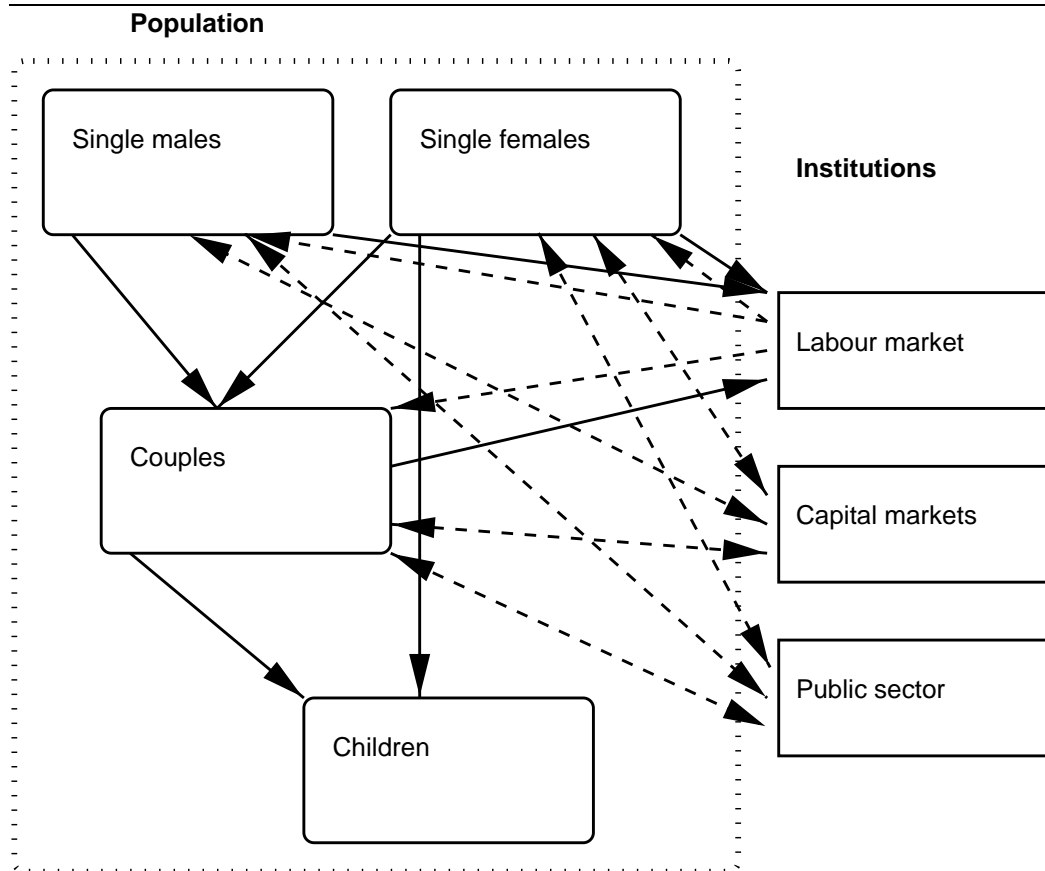 Population
Single males
Single females
Institutions
Labour market
Couples
Capital markets
Public sector
Children